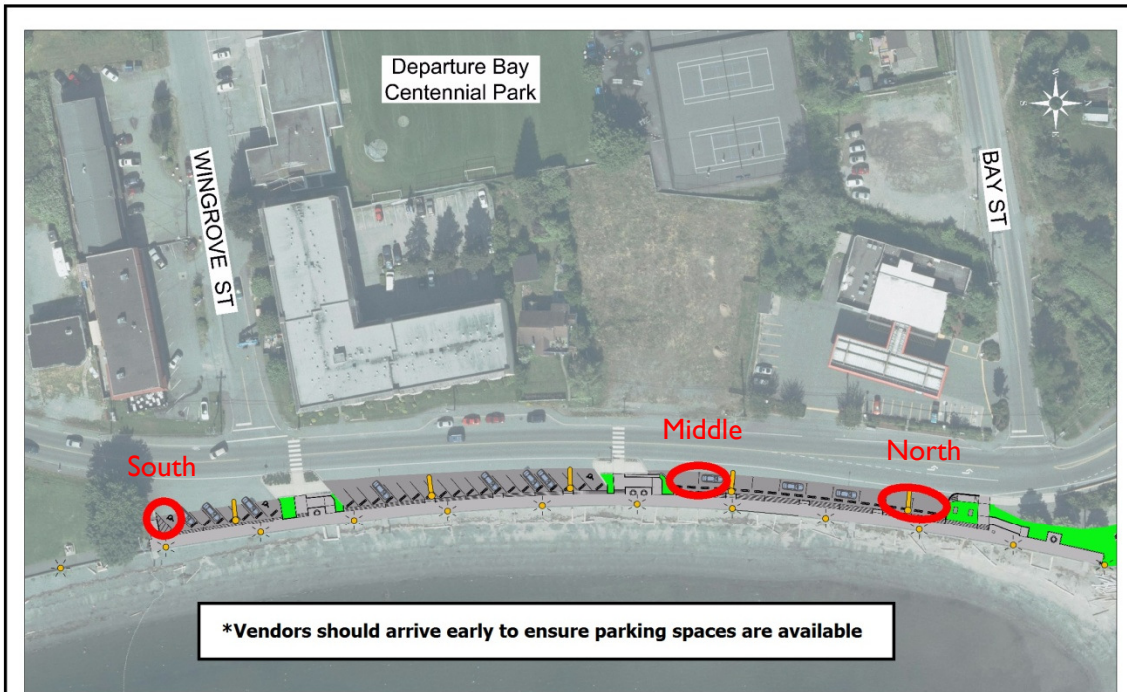 Departure Bay
Centennial Park
WINGROVE ST
BAY ST
South
Middle
North
*Vendors should arrive early to ensure parking spaces are available